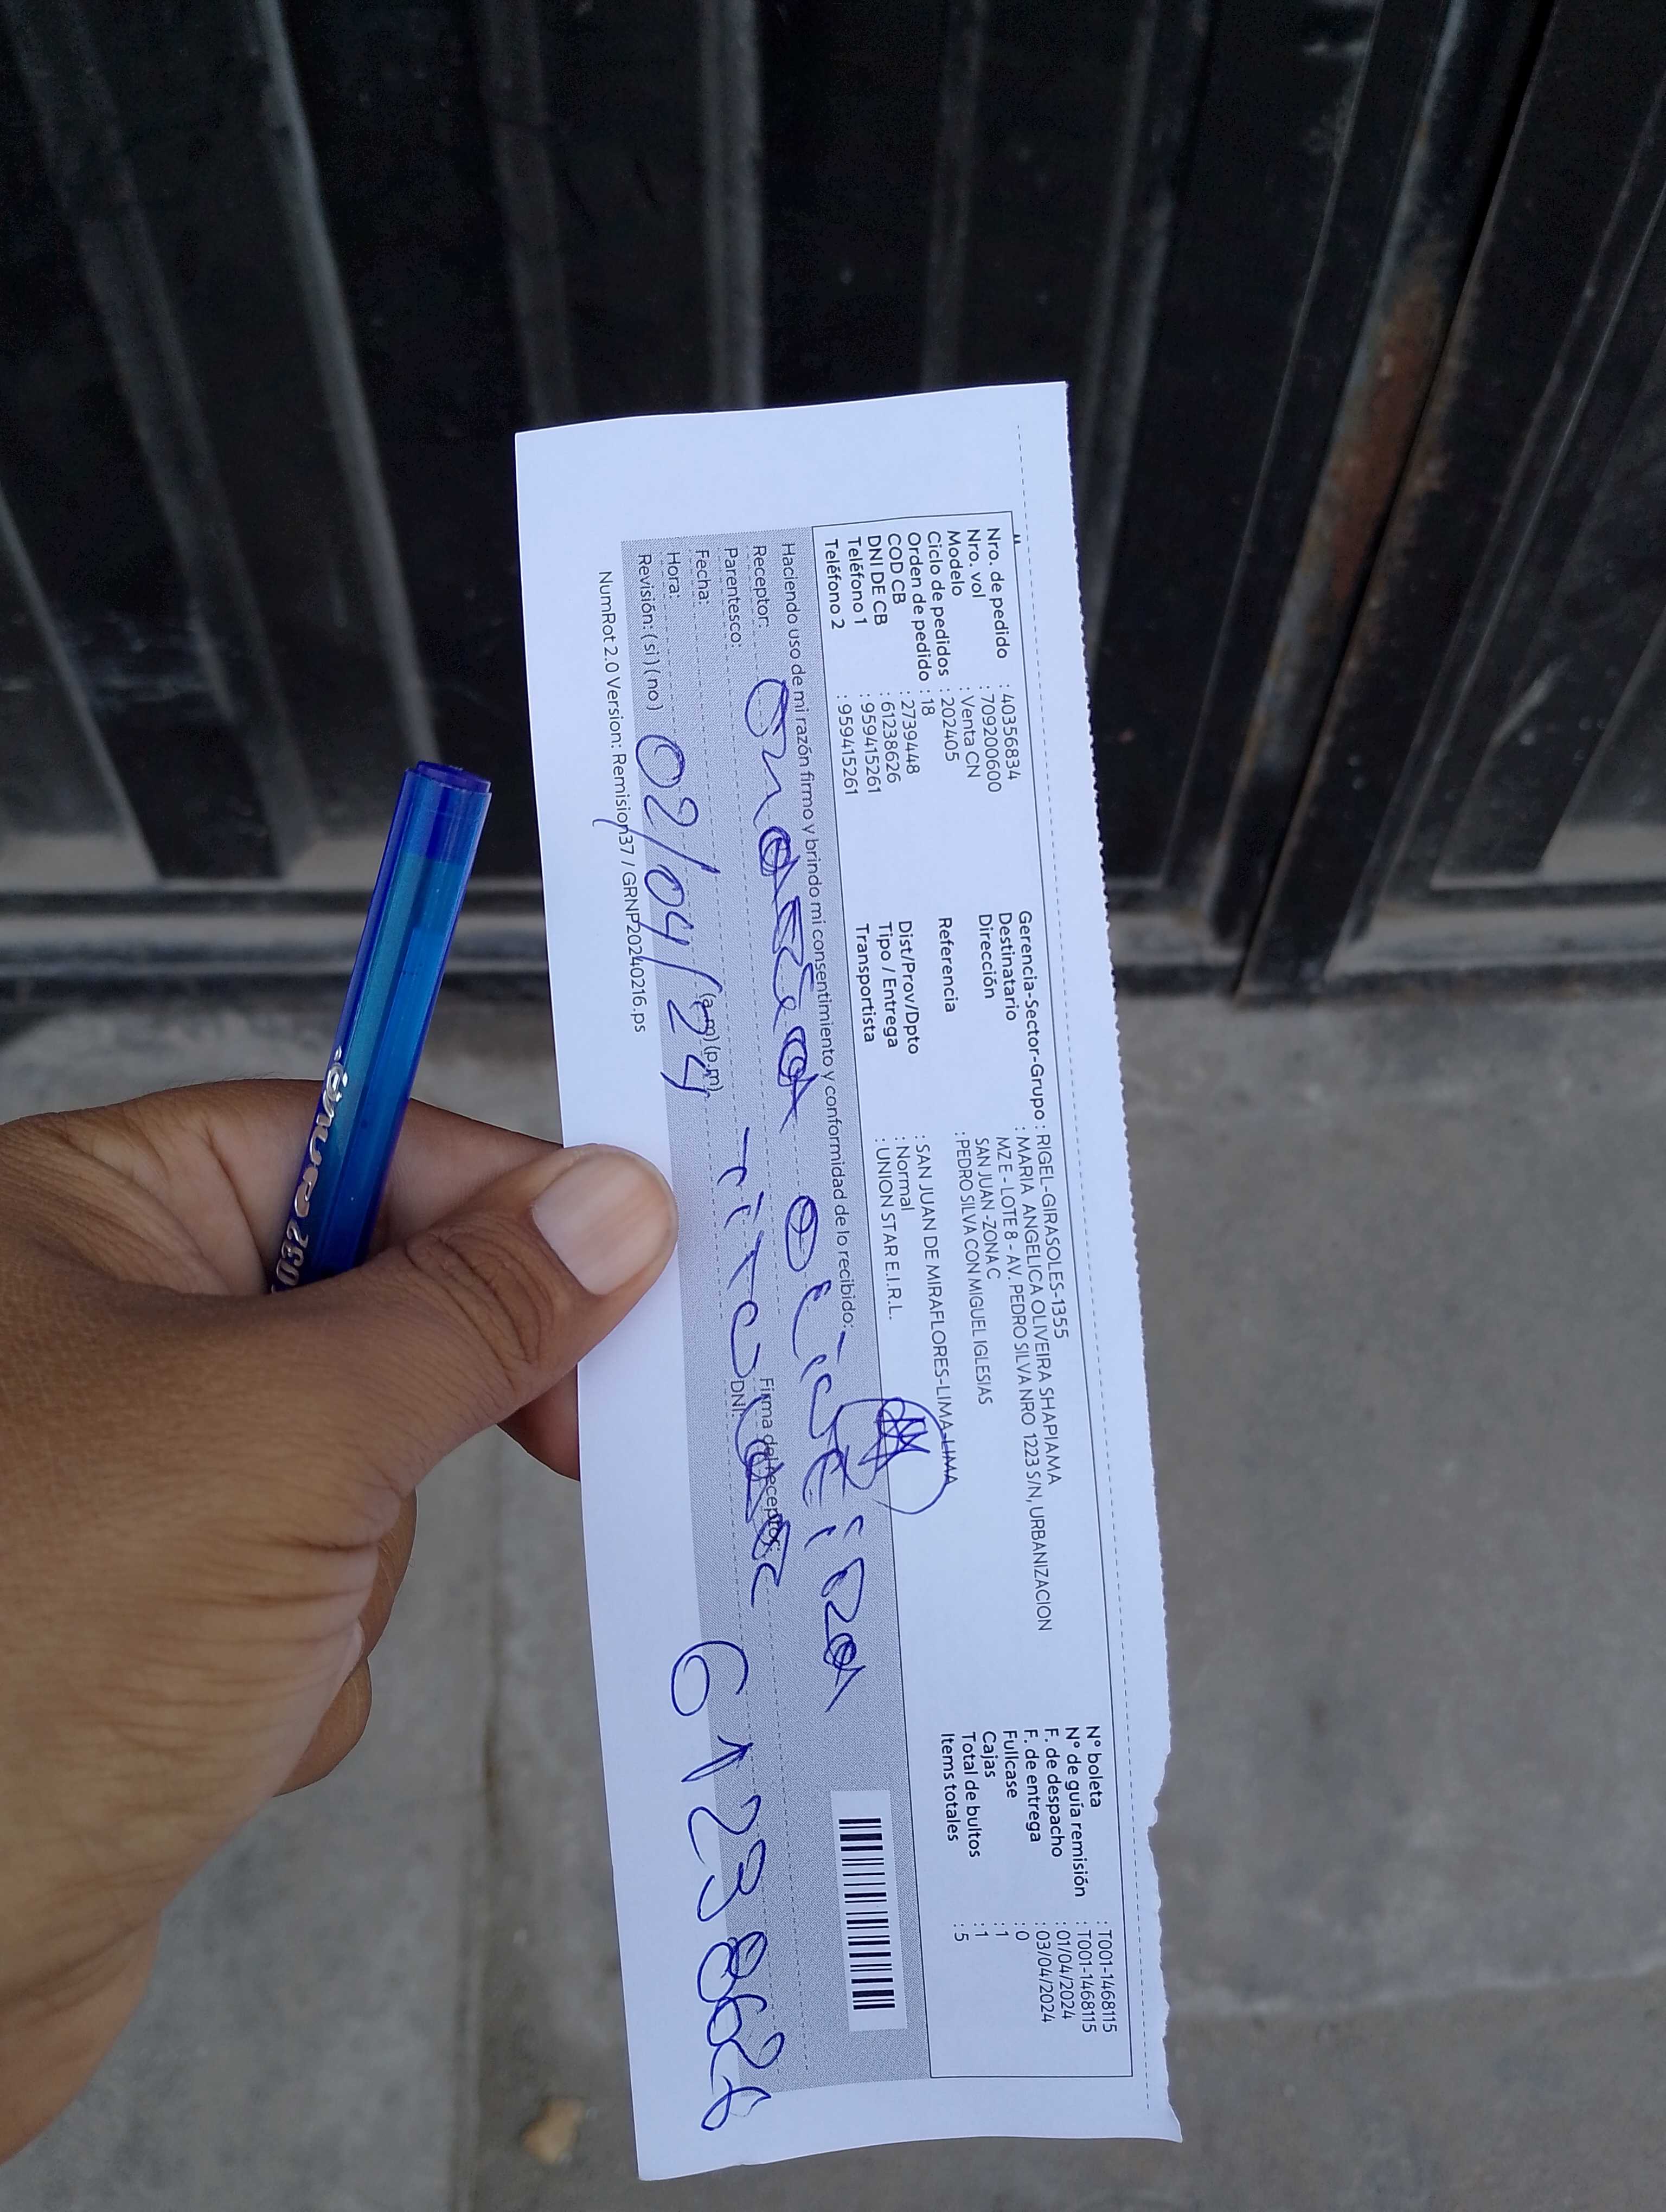 Nro. de pedido : 40356834
Nro. vol : 709200600
Modelo : Venta CN
Ciclo de pedidos : 202405
Orden de pedido : 18
COD CB : 2739448
DNI DE CB : 61238626
Teléfono 1 : 959415261
Teléfono 2 : 959415261
Gerencia-Sector-Grupo : RIGEL-GIRASOLES-1355
Destinatario : MARIA ANGELICA OLIVEIRA SHAPIAMA
Dirección MZ E - LOTE 8 - AV. PEDRO SILVA NRO 1223 S/N, URBANIZACION
SAN JUAN -ZONA C
Referencia : PEDRO SILVA CON MIGUEL IGLESIAS
Dist/Prov/Dpto : SAN JUAN DE MIRAFLORES-LIMA-LIMA
Tipo / Entrega : Normal
Transportista : UNION STAR E.I.R.L.
N° boleta : T001-1468115
N° de guía remisión : T001-1468115
F. de despacho : 01/04/2024
F. de entrega : 03/04/2024
Fullcase : 0
Cajas : 1
Total de bultos : 1
Items totales : 5
Haciendo uso de mi razón firmo y brindo mi consentimiento y conformidad de lo recibido:
Receptor:
Parentesco:
Fecha:
Hora: (a.m) (p.m)
Revisión: (si) (no) 02/04/24
Firma del Receptor:
DNI: 61238626
NumRot 2.0 Version: Remision37 / GRNP20240216.ps